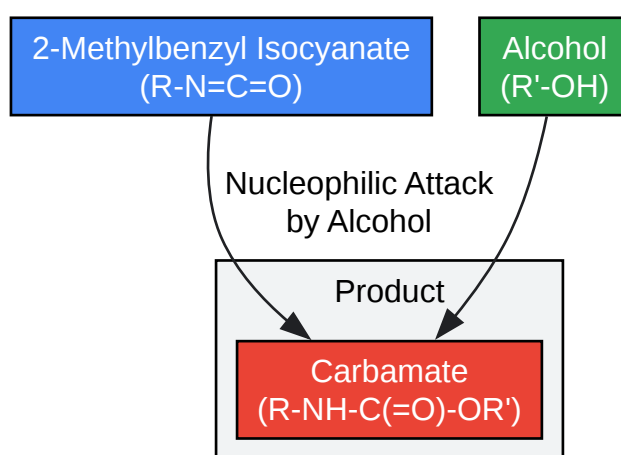 2-Methylbenzyl Isocyanate
(R-N=C=O)
Alcohol
(R'-OH)
Nucleophilic Attack
by Alcohol
Product
Carbamate
(R-NH-C(=O)-OR')